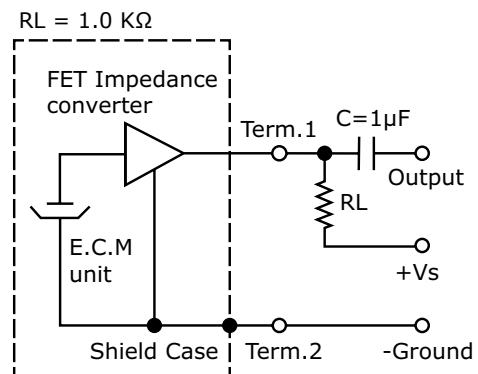 RL = 1.0 KΩ
FET Impedance
converter
Term.1
C=1µF
Output
RL
E.C.M
unit
+Vs
Shield Case
Term.2
-Ground